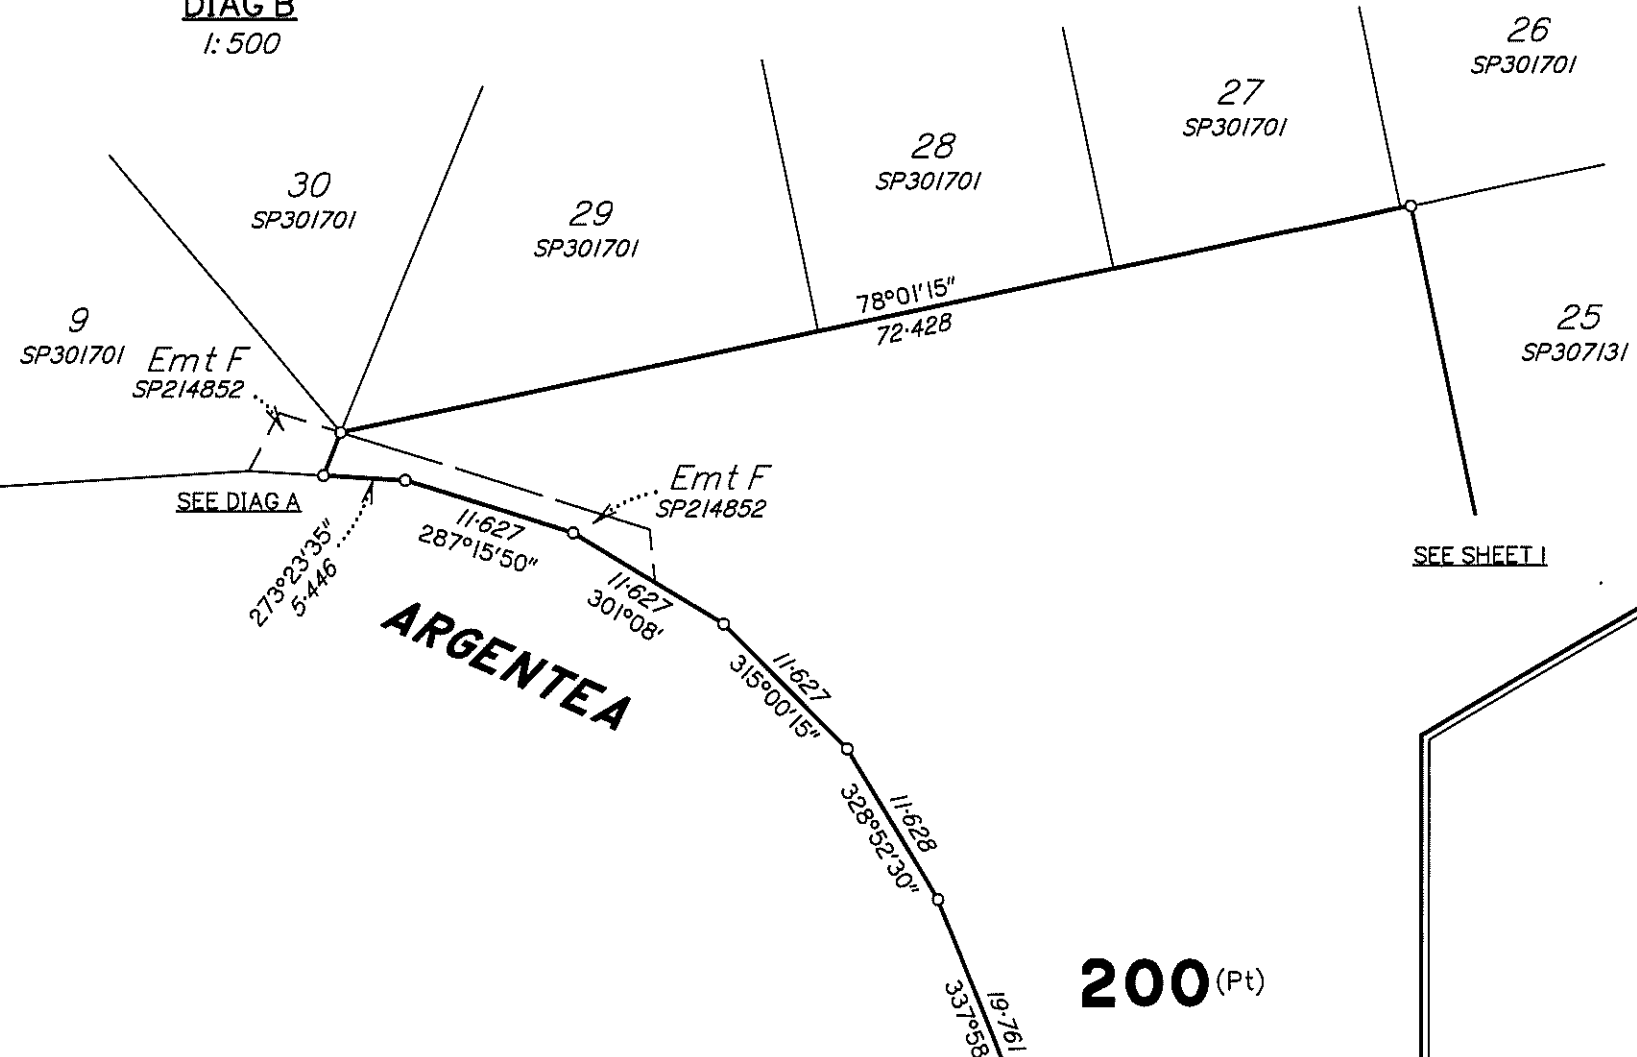 DIAG B
1:500
26
SP301701
27
SP301701
28
SP301701
30
SP301701
29
SP301701
78°01'15"
72·428
25
SP307131
9
SP301701
Emt F
SP214852
Emt F
SP214852
SEE DIAG A
273°23'35"
5·446
11·627
287°15'50"
11·627
301°08'
SEE SHEET 1
ARGENTEA
11·627
315°00'15"
11·628
328°52'30"
200 (Pt)
19·761
337°58